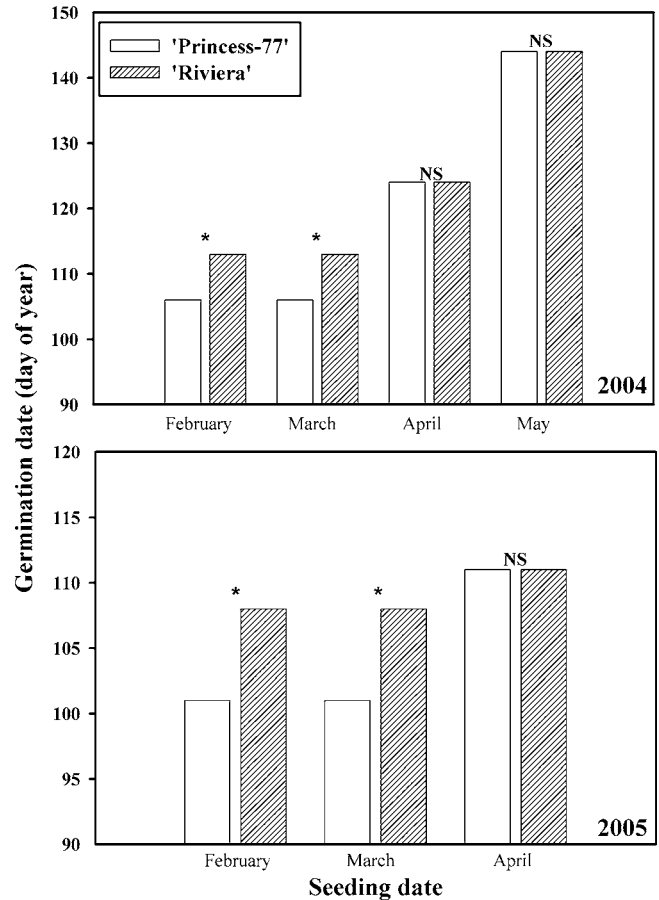 150
140
130
120
110
100
90
'Princess-77'
'Riviera'
*
*
NS
NS
2004
February March April May
Germination date (day of year)
120
115
110
105
100
95
90
*
*
NS
2005
February March April
Seeding date